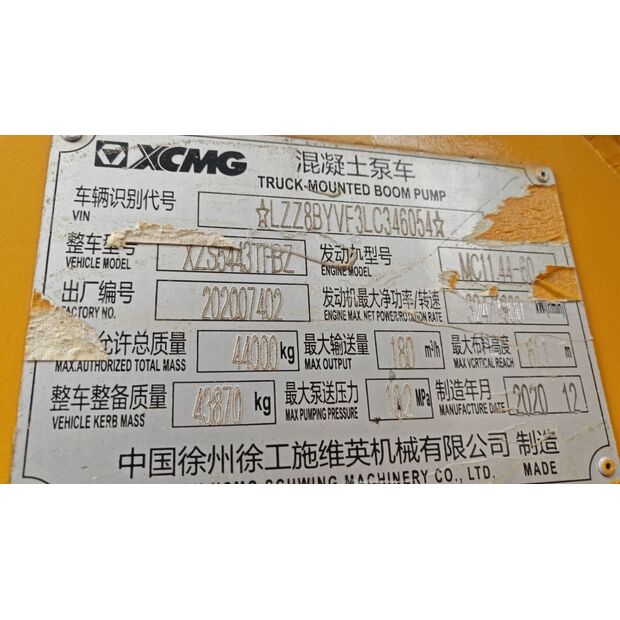 XCMG 混凝土泵车
TRUCK-MOUNTED BOOM PUMP
车辆识别代号 ☆LZZ8BYVF3LC346054☆
VIN
整车型号 发动机型号 MC11.44-60
VEHICLE MODEL ENGINE MODEL
出厂编号 202007402 发动机最大净功率/转速 kW(r/min)
FACTORY NO. ENGINE MAX. NET POWER/ROTATION RATE
允许总质量 44000 kg 最大输送量 180 m³/h 最大布料高度 m
MAX.AUTHORIZED TOTAL MASS MAX OUTPUT MAX VCRTICAL REACH
整车整备质量 43870 kg 最大泵送压力 MPa 制造年月 2020 12
VEHICLE KERB MASS MAX PUMPING PRESSURE MANUFACTURE DATE
中国徐州徐工施维英机械有限公司 制造
XCMG SCHWING MACHINERY CO., LTD. MADE